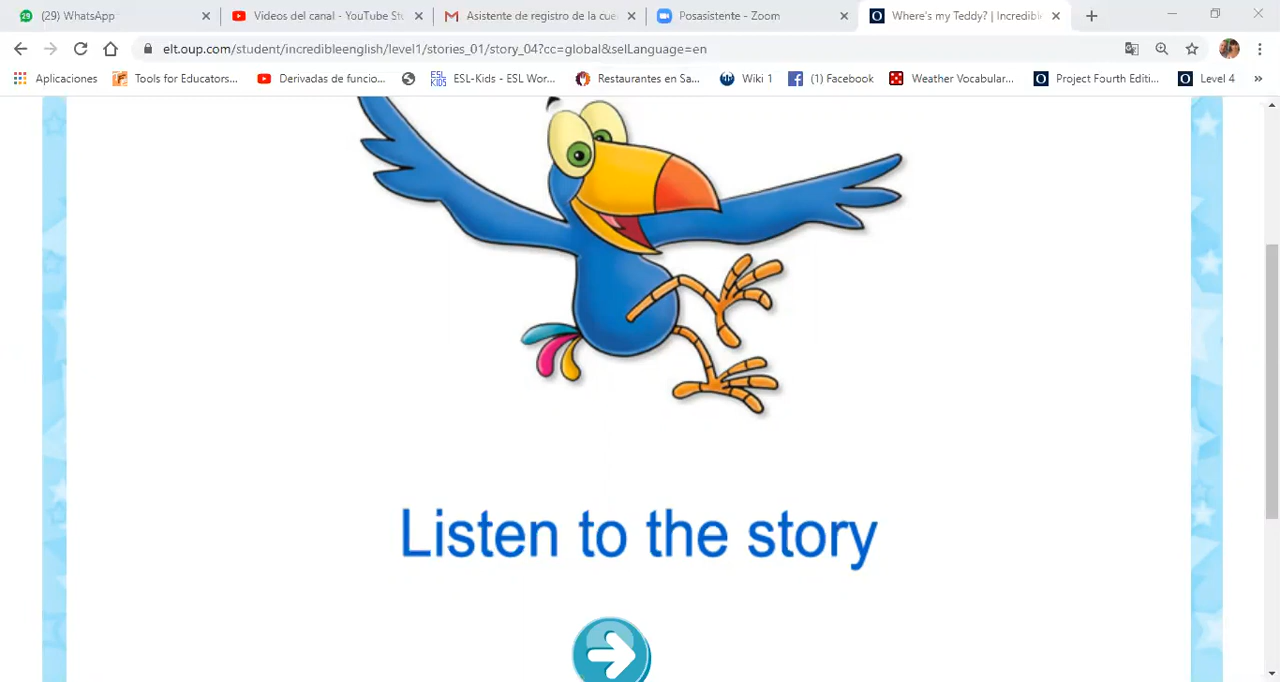 (29) WhatsApp
Videos del canal - YouTube Stu
Asistente de registro de la cue
Posasistente - Zoom
Where's my Teddy? | Incredibl
elt.oup.com/student/incredibleenglish/level1/stories_01/story_04?cc=global&selLanguage=en
Aplicaciones
Tools for Educators...
Derivadas de funcio...
ESL-Kids - ESL Wor...
Restaurantes en Sa...
Wiki 1
(1) Facebook
Weather Vocabular...
Project Fourth Editi...
Level 4
Listen to the story